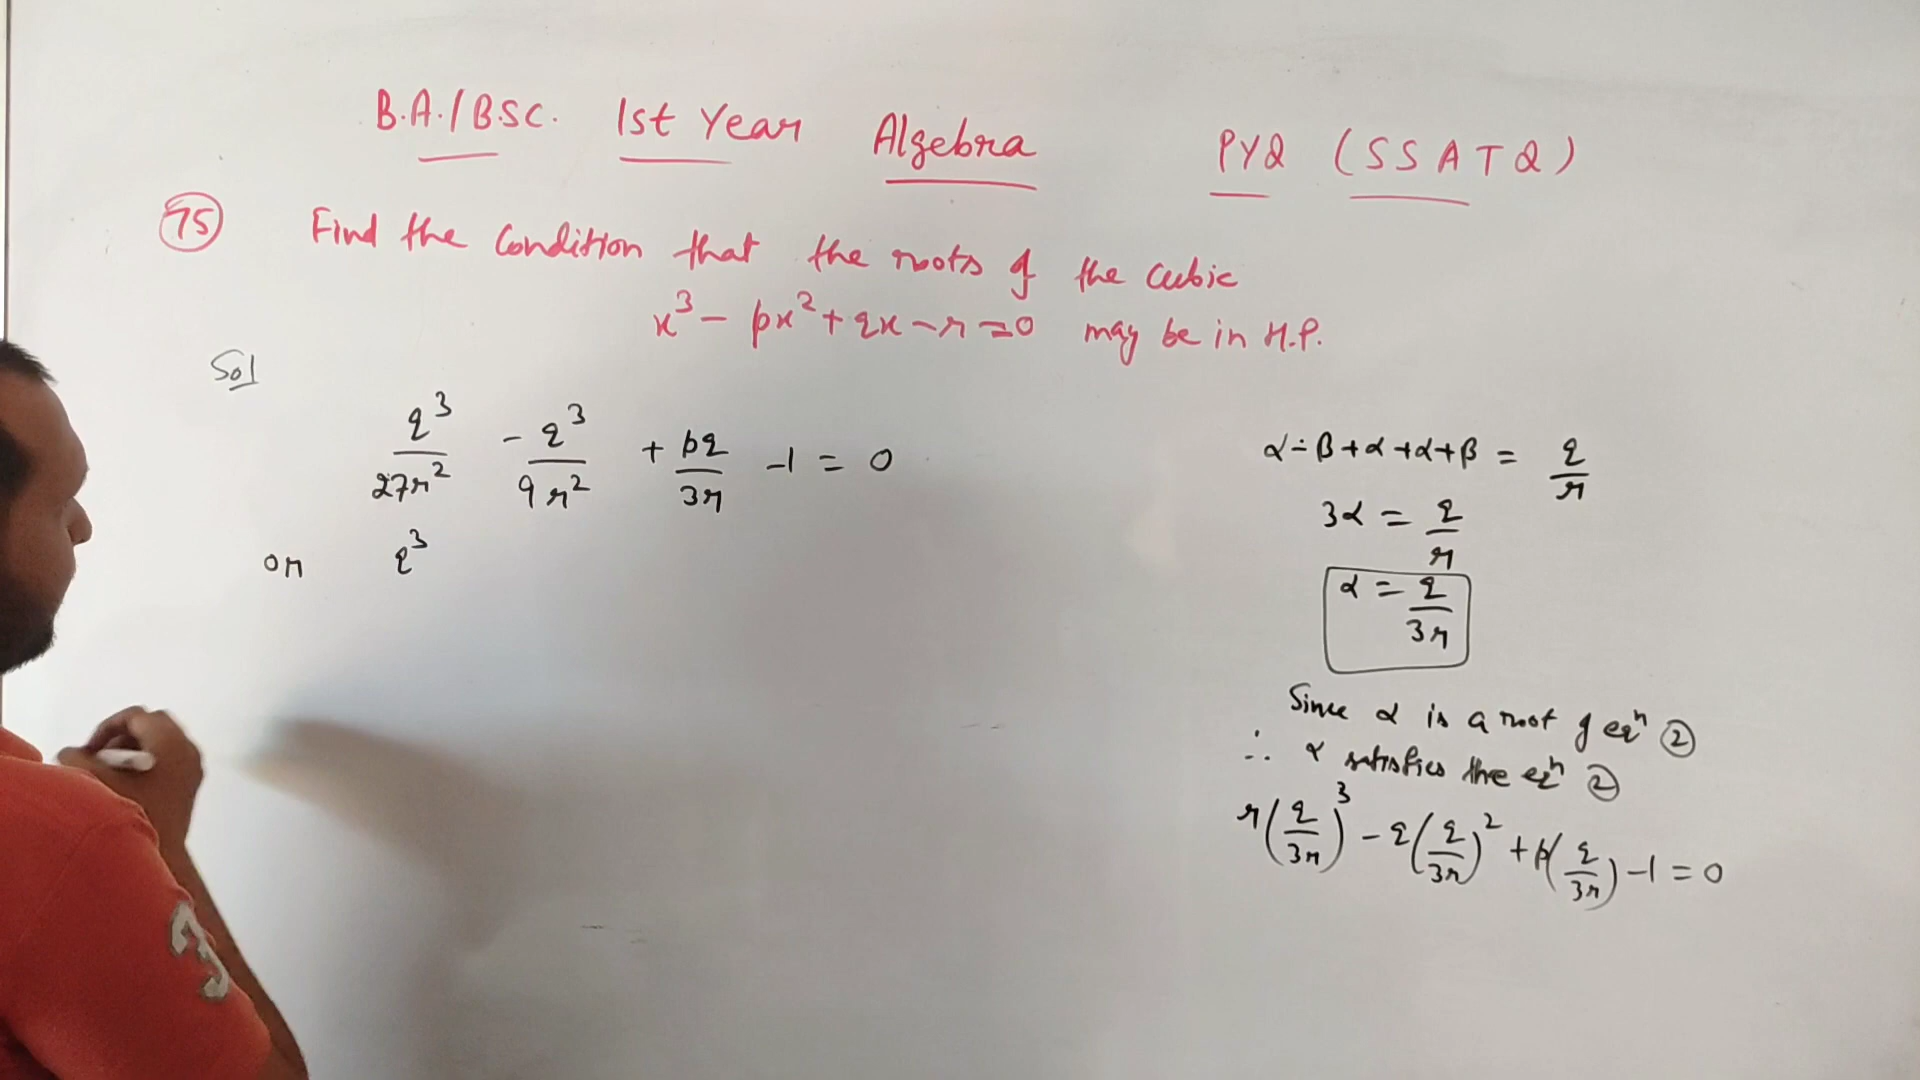 B.A./B.SC. 1st Year Algebra PYQ (SSATQ)
75 Find the Condition that the roots of the cubic
x³ - px² + qx - r = 0 may be in H.P.
Sol
q³/27r² - q³/9r² + pq/3r - 1 = 0
or q³
α - β + α + α + β = q/r
3α = q/r
α = q/3r
Since α is a root of eqⁿ ②
∴ α satisfies the eqⁿ ②
r(q/3r)³ - q(q/3r)² + p(q/3r) - 1 = 0
3